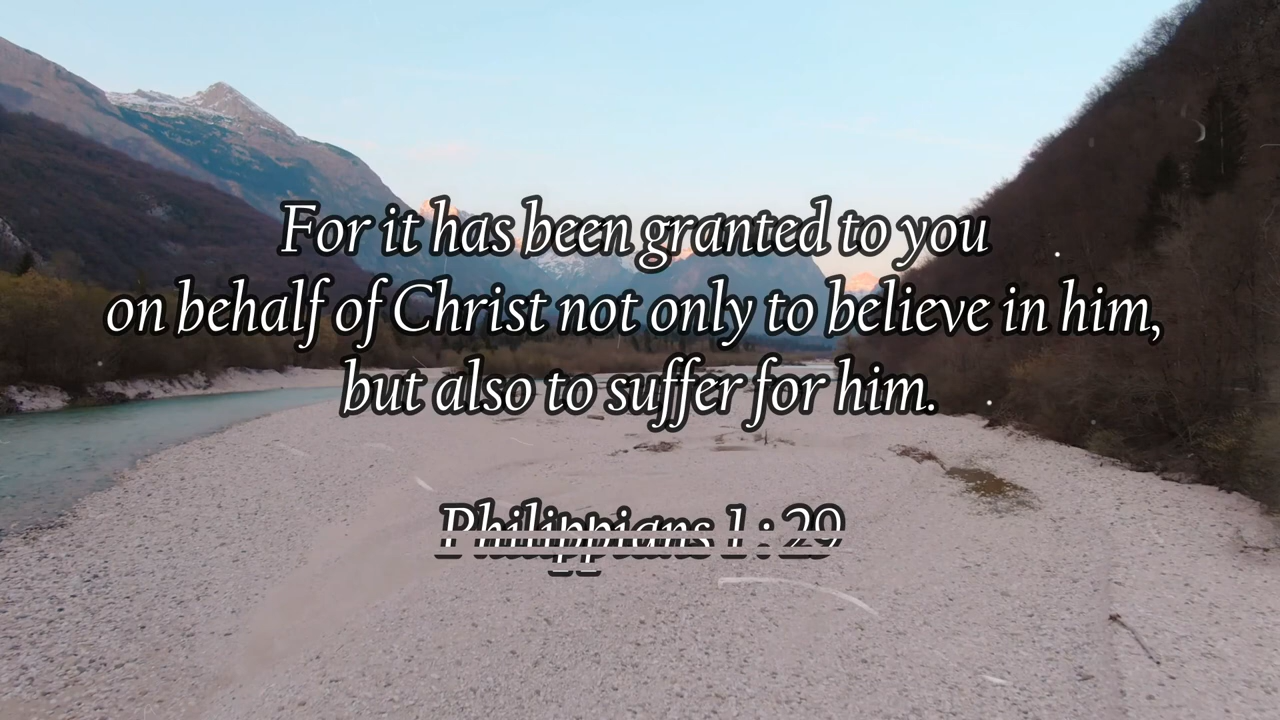 For it has been granted to you
on behalf of Christ not only to believe in him,
but also to suffer for him.
Philippians 1 : 29